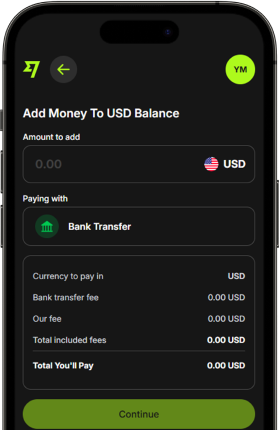 YM
Add Money To USD Balance
Amount to add
0.00 USD
Paying with
Bank Transfer
Currency to pay in USD
Bank transfer fee 0.00 USD
Our fee 0.00 USD
Total included fees 0.00 USD
Total You'll Pay 0.00 USD
Continue